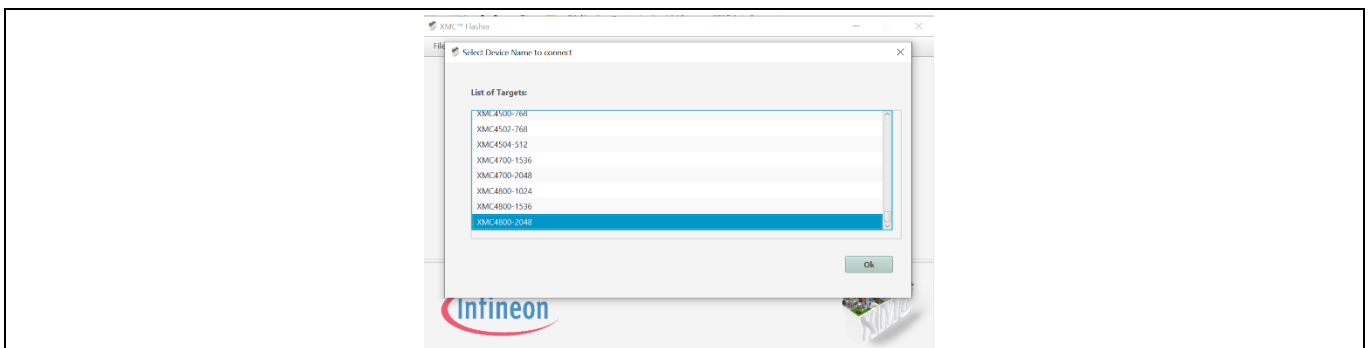 XMC™ Flasher
File
Select Device Name to connect
List of Targets:
XMC4500-768
XMC4502-768
XMC4504-512
XMC4700-1536
XMC4700-2048
XMC4800-1024
XMC4800-1536
XMC4800-2048
Ok
Infineon
XMC